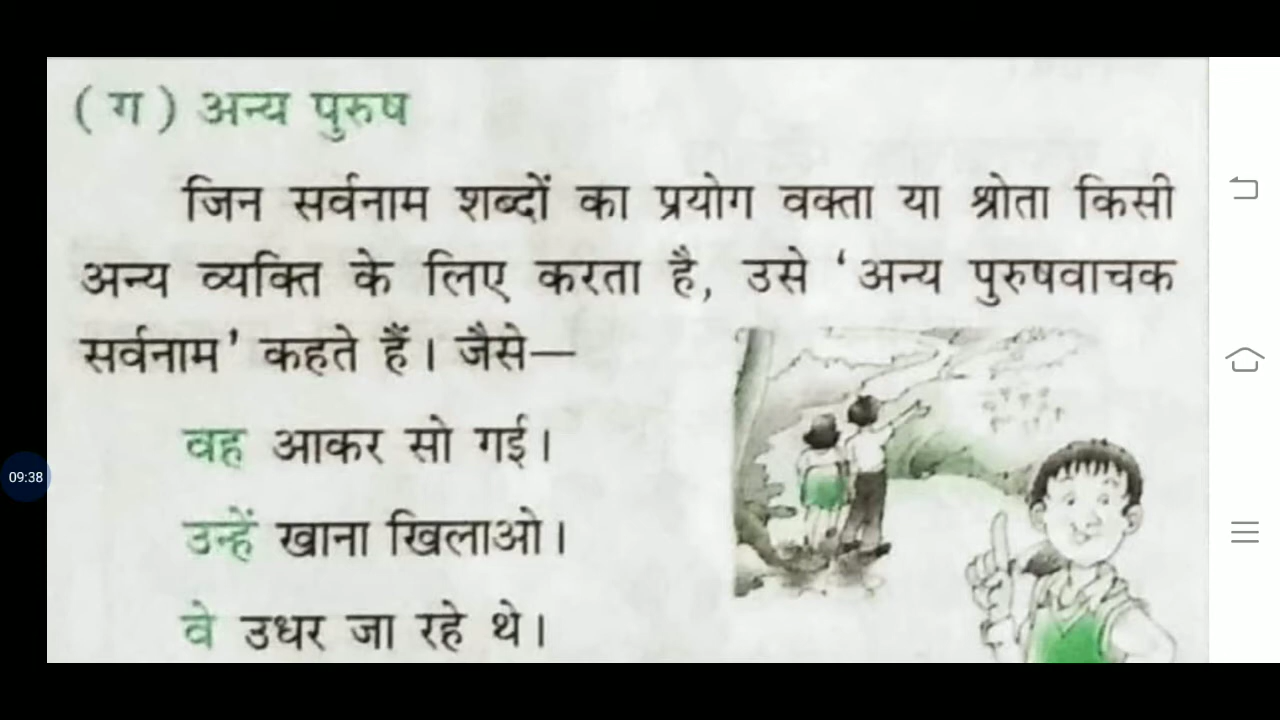 ( ग ) अन्य पुरुष
जिन सर्वनाम शब्दों का प्रयोग वक्ता या श्रोता किसी
अन्य व्यक्ति के लिए करता है, उसे ‘अन्य पुरुषवाचक
सर्वनाम’ कहते हैं। जैसे—
वह आकर सो गई।
उन्हें खाना खिलाओ।
वे उधर जा रहे थे।
09:38